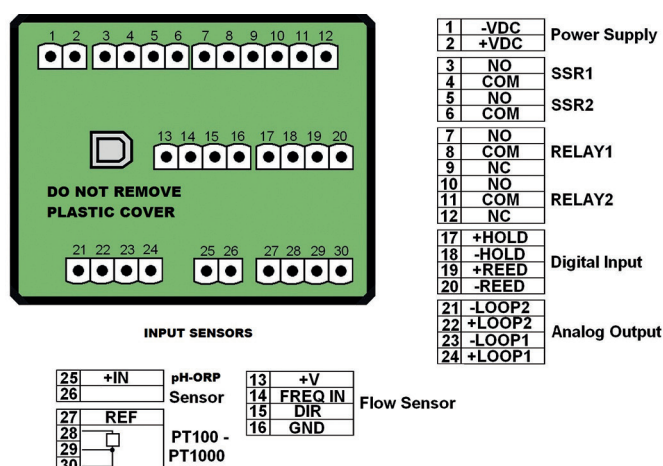 1 2 3 4 5 6 7 8 9 10 11 12
13 14 15 16 17 18 19 20
DO NOT REMOVE
PLASTIC COVER
21 22 23 24 25 26 27 28 29 30
INPUT SENSORS
1 -VDC
2 +VDC
Power Supply
3 NO
4 COM
SSR1
5 NO
6 COM
SSR2
7 NO
8 COM
9 NC
RELAY1
10 NO
11 COM
12 NC
RELAY2
17 +HOLD
18 -HOLD
19 +REED
20 -REED
Digital Input
21 -LOOP2
22 +LOOP2
23 -LOOP1
24 +LOOP1
Analog Output
25 +IN
26
pH-ORP
Sensor
27 REF
28
29
30
PT100 -
PT1000
13 +V
14 FREQ IN
15 DIR
16 GND
Flow Sensor